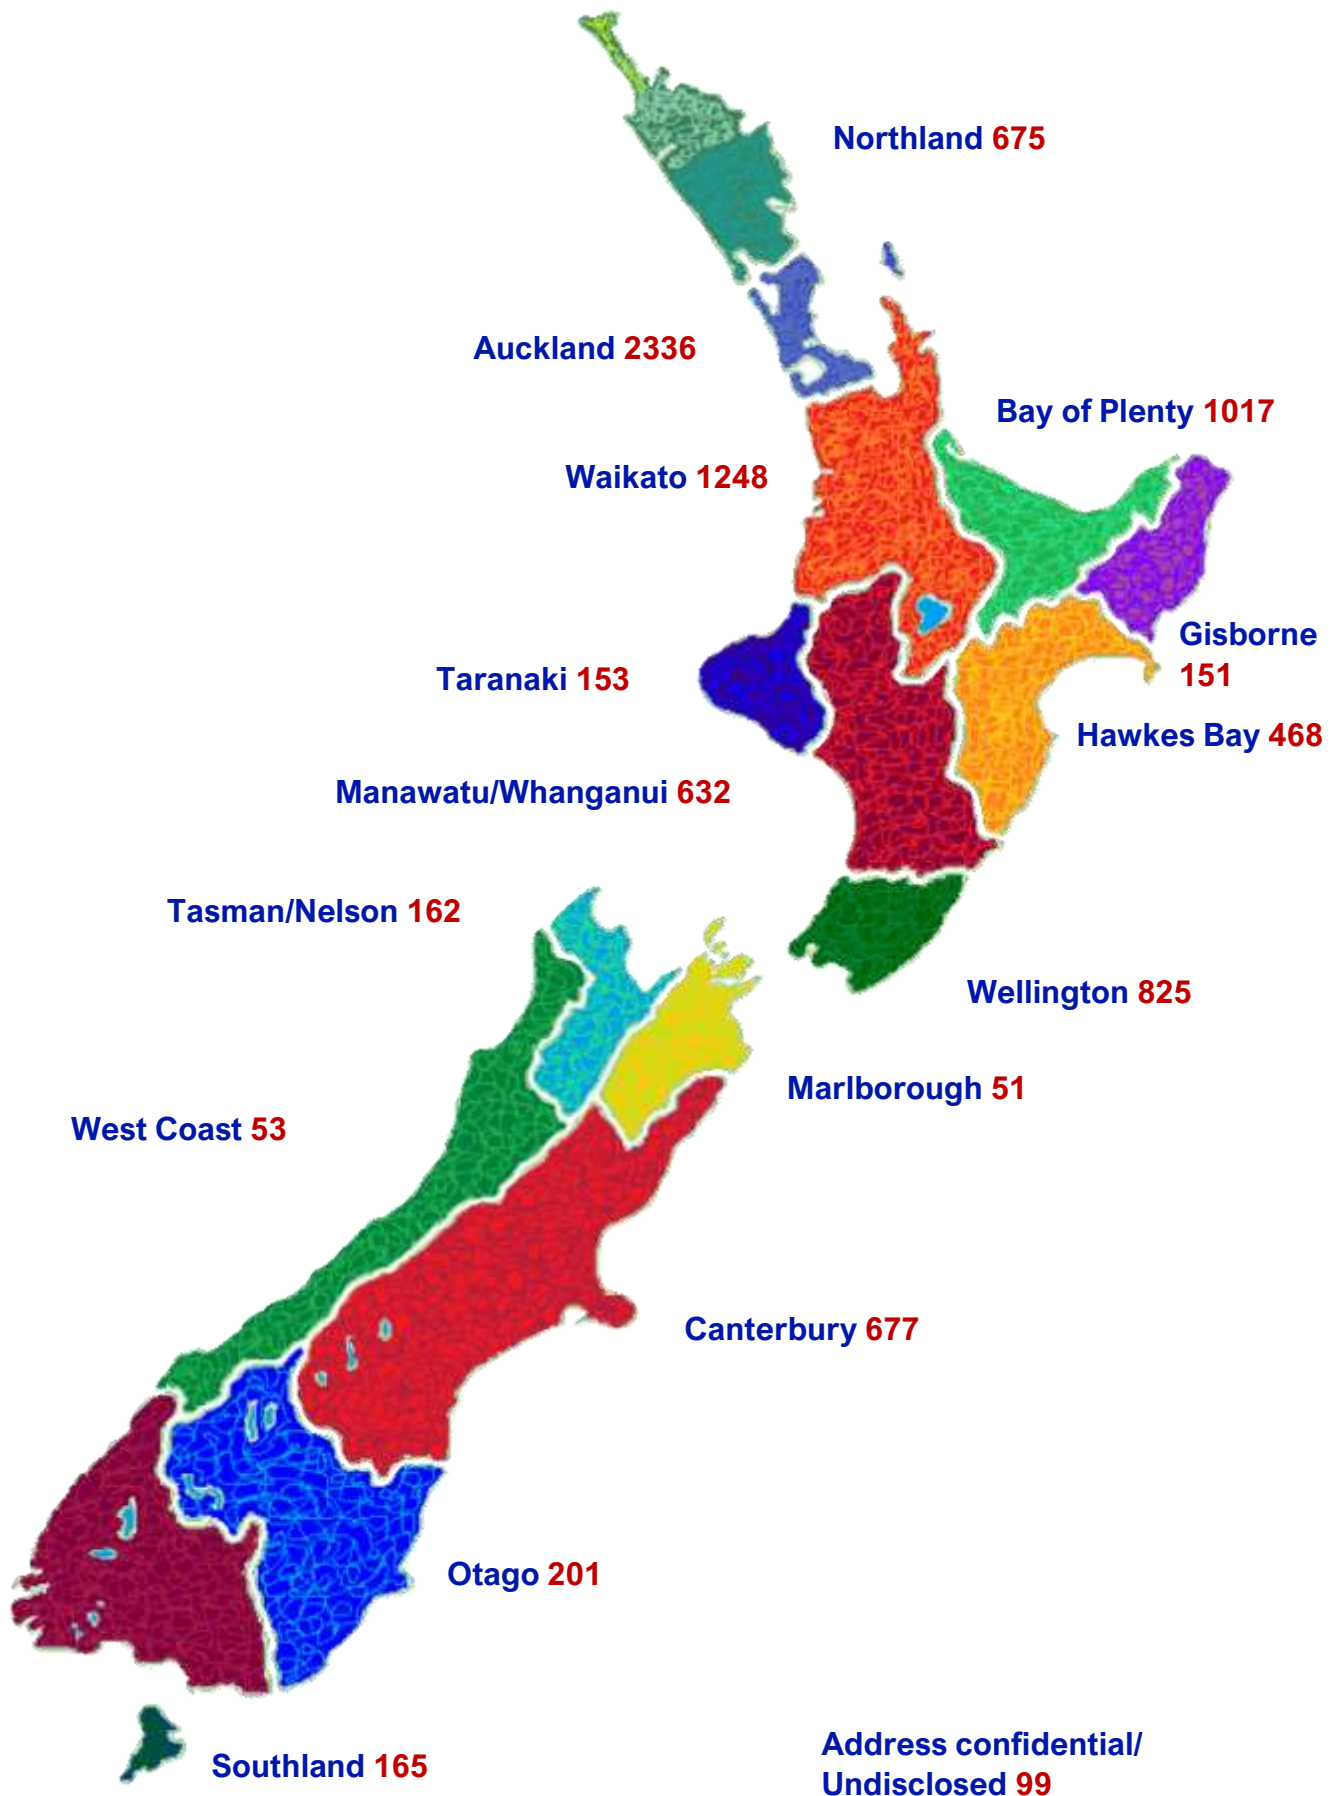 Northland 675
Auckland 2336
Bay of Plenty 1017
Waikato 1248
Gisborne
151
Taranaki 153
Hawkes Bay 468
Manawatu/Whanganui 632
Tasman/Nelson 162
Wellington 825
Marlborough 51
West Coast 53
Canterbury 677
Otago 201
Southland 165
Address confidential/
Undisclosed 99